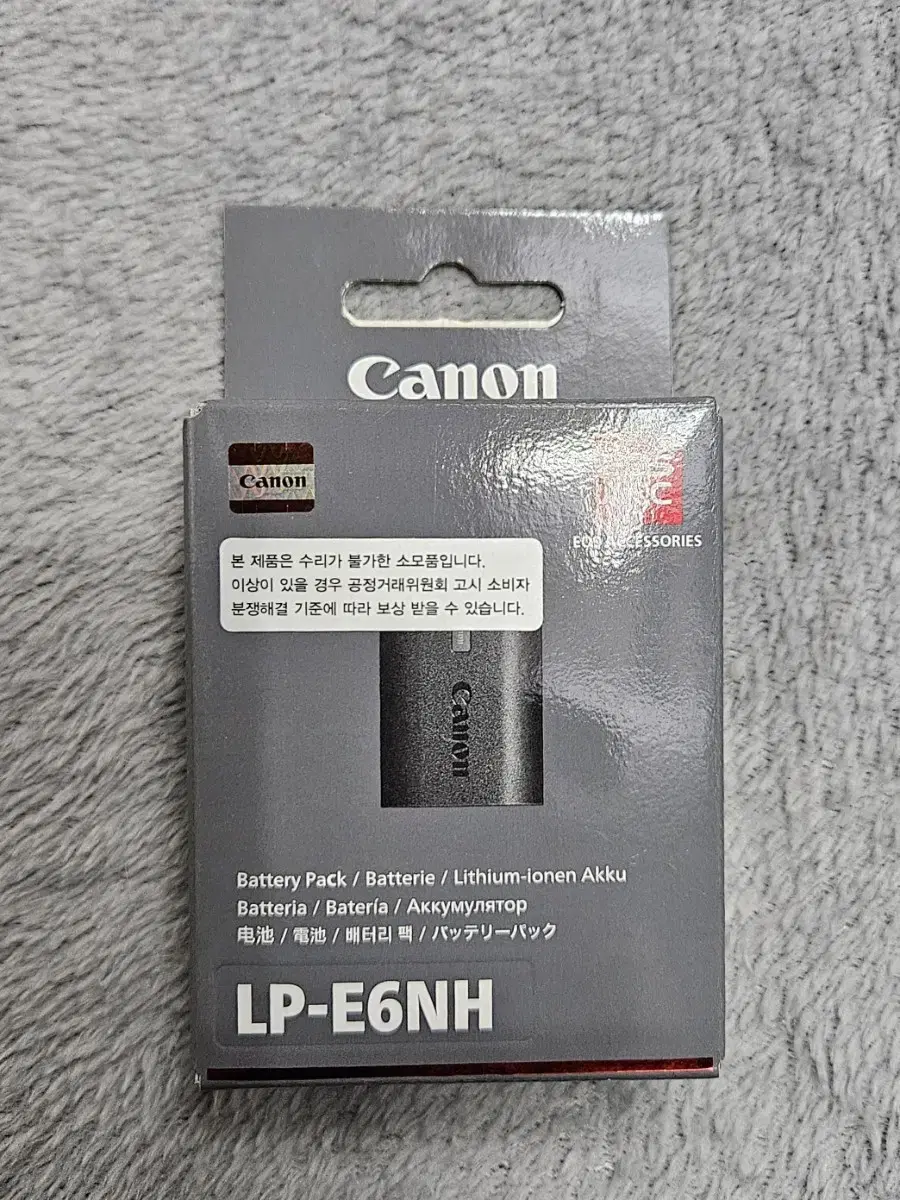 Canon
Canon
EOS ACCESSORIES
본 제품은 수리가 불가한 소모품입니다.
이상이 있을 경우 공정거래위원회 고시 소비자
분쟁해결 기준에 따라 보상 받을 수 있습니다.
Canon
Battery Pack / Batterie / Lithium-ionen Akku
Batteria / Batería / Аккумулятор
电池 / 電池 / 배터리 팩 / バッテリーパック
LP-E6NH